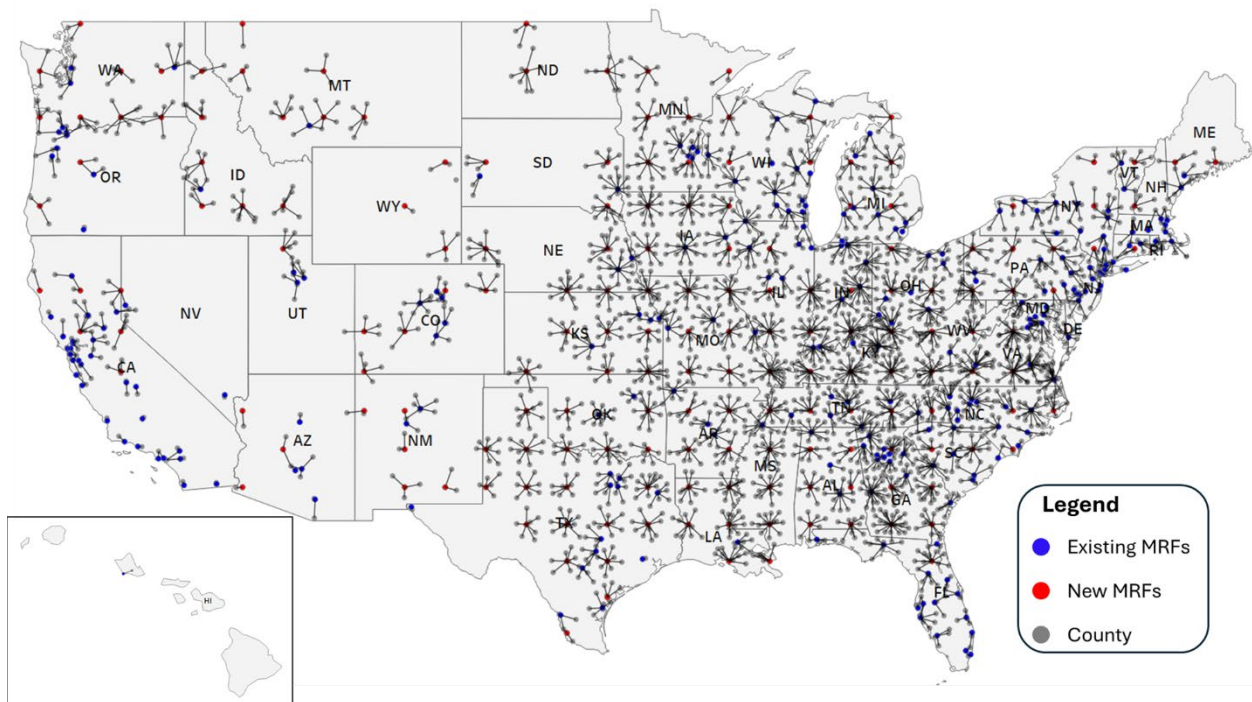 WA
MT
ND
MN
ME
OR
ID
SD
WI
VT
NH
WY
MI
NY
MA
RI
IA
NE
PA
NV
UT
CO
IL
IN
OH
NJ
MD
DE
KS
MO
KY
WV
VA
CA
AZ
NM
OK
AR
TN
NC
SC
MS
AL
GA
TX
LA
FL
HI
Legend
Existing MRFs
New MRFs
County